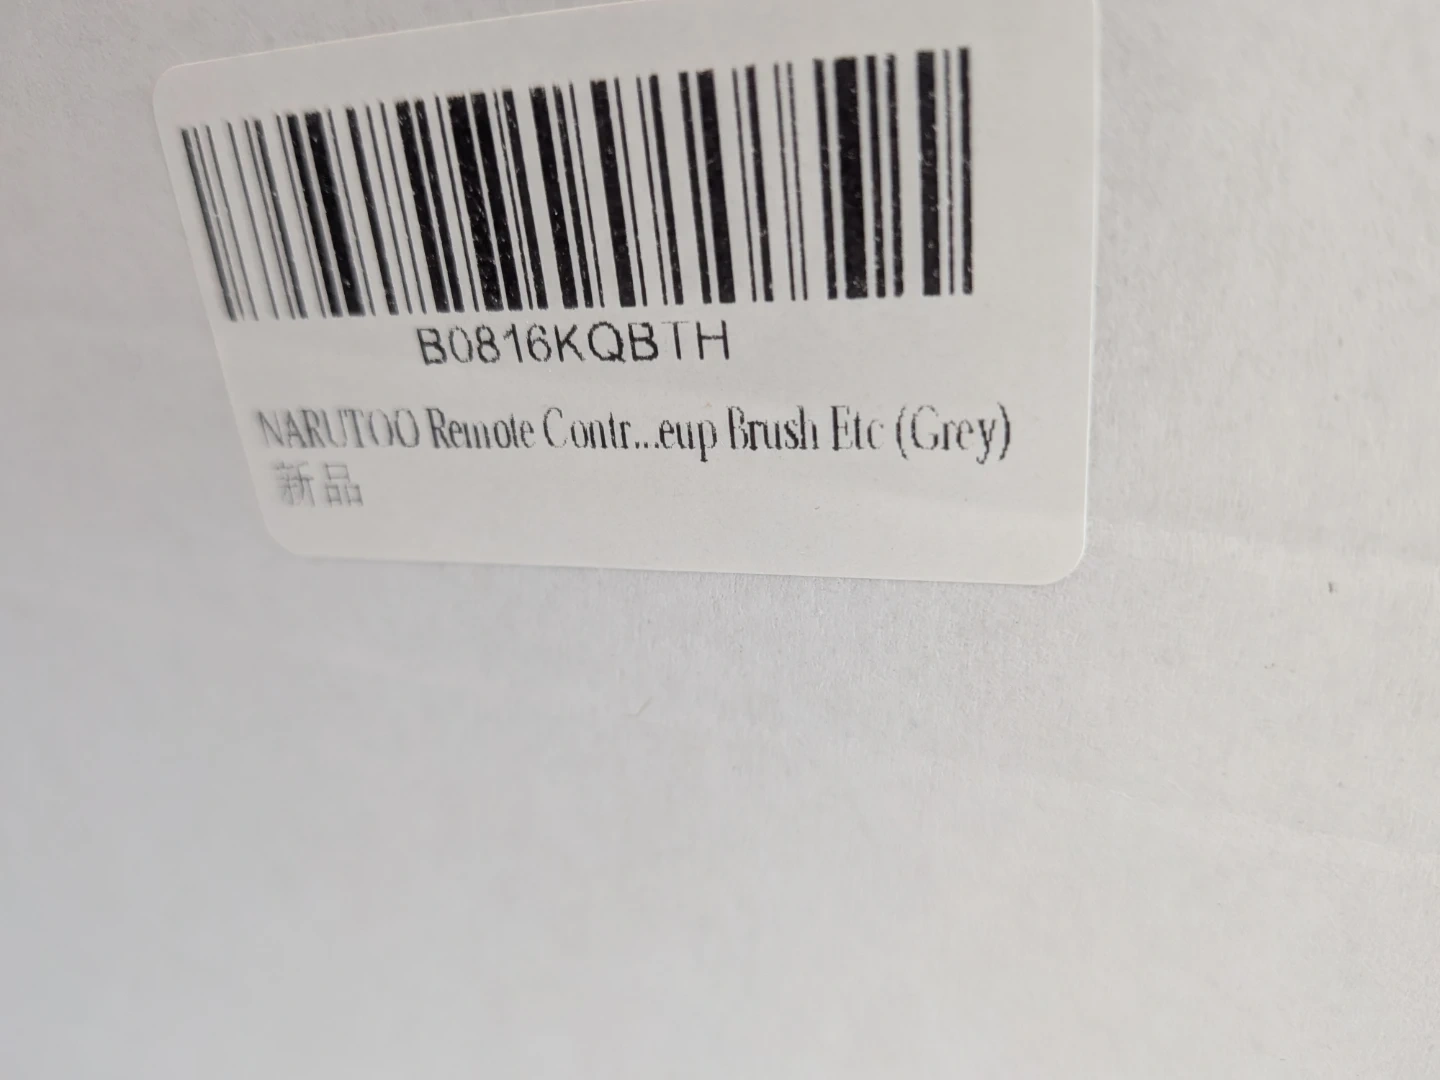 B0816KQBTH
NARUTOO Remote Contr...eup Brush Etc (Grey)
新品